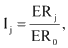 I_j = ER_j / ER_0 ,